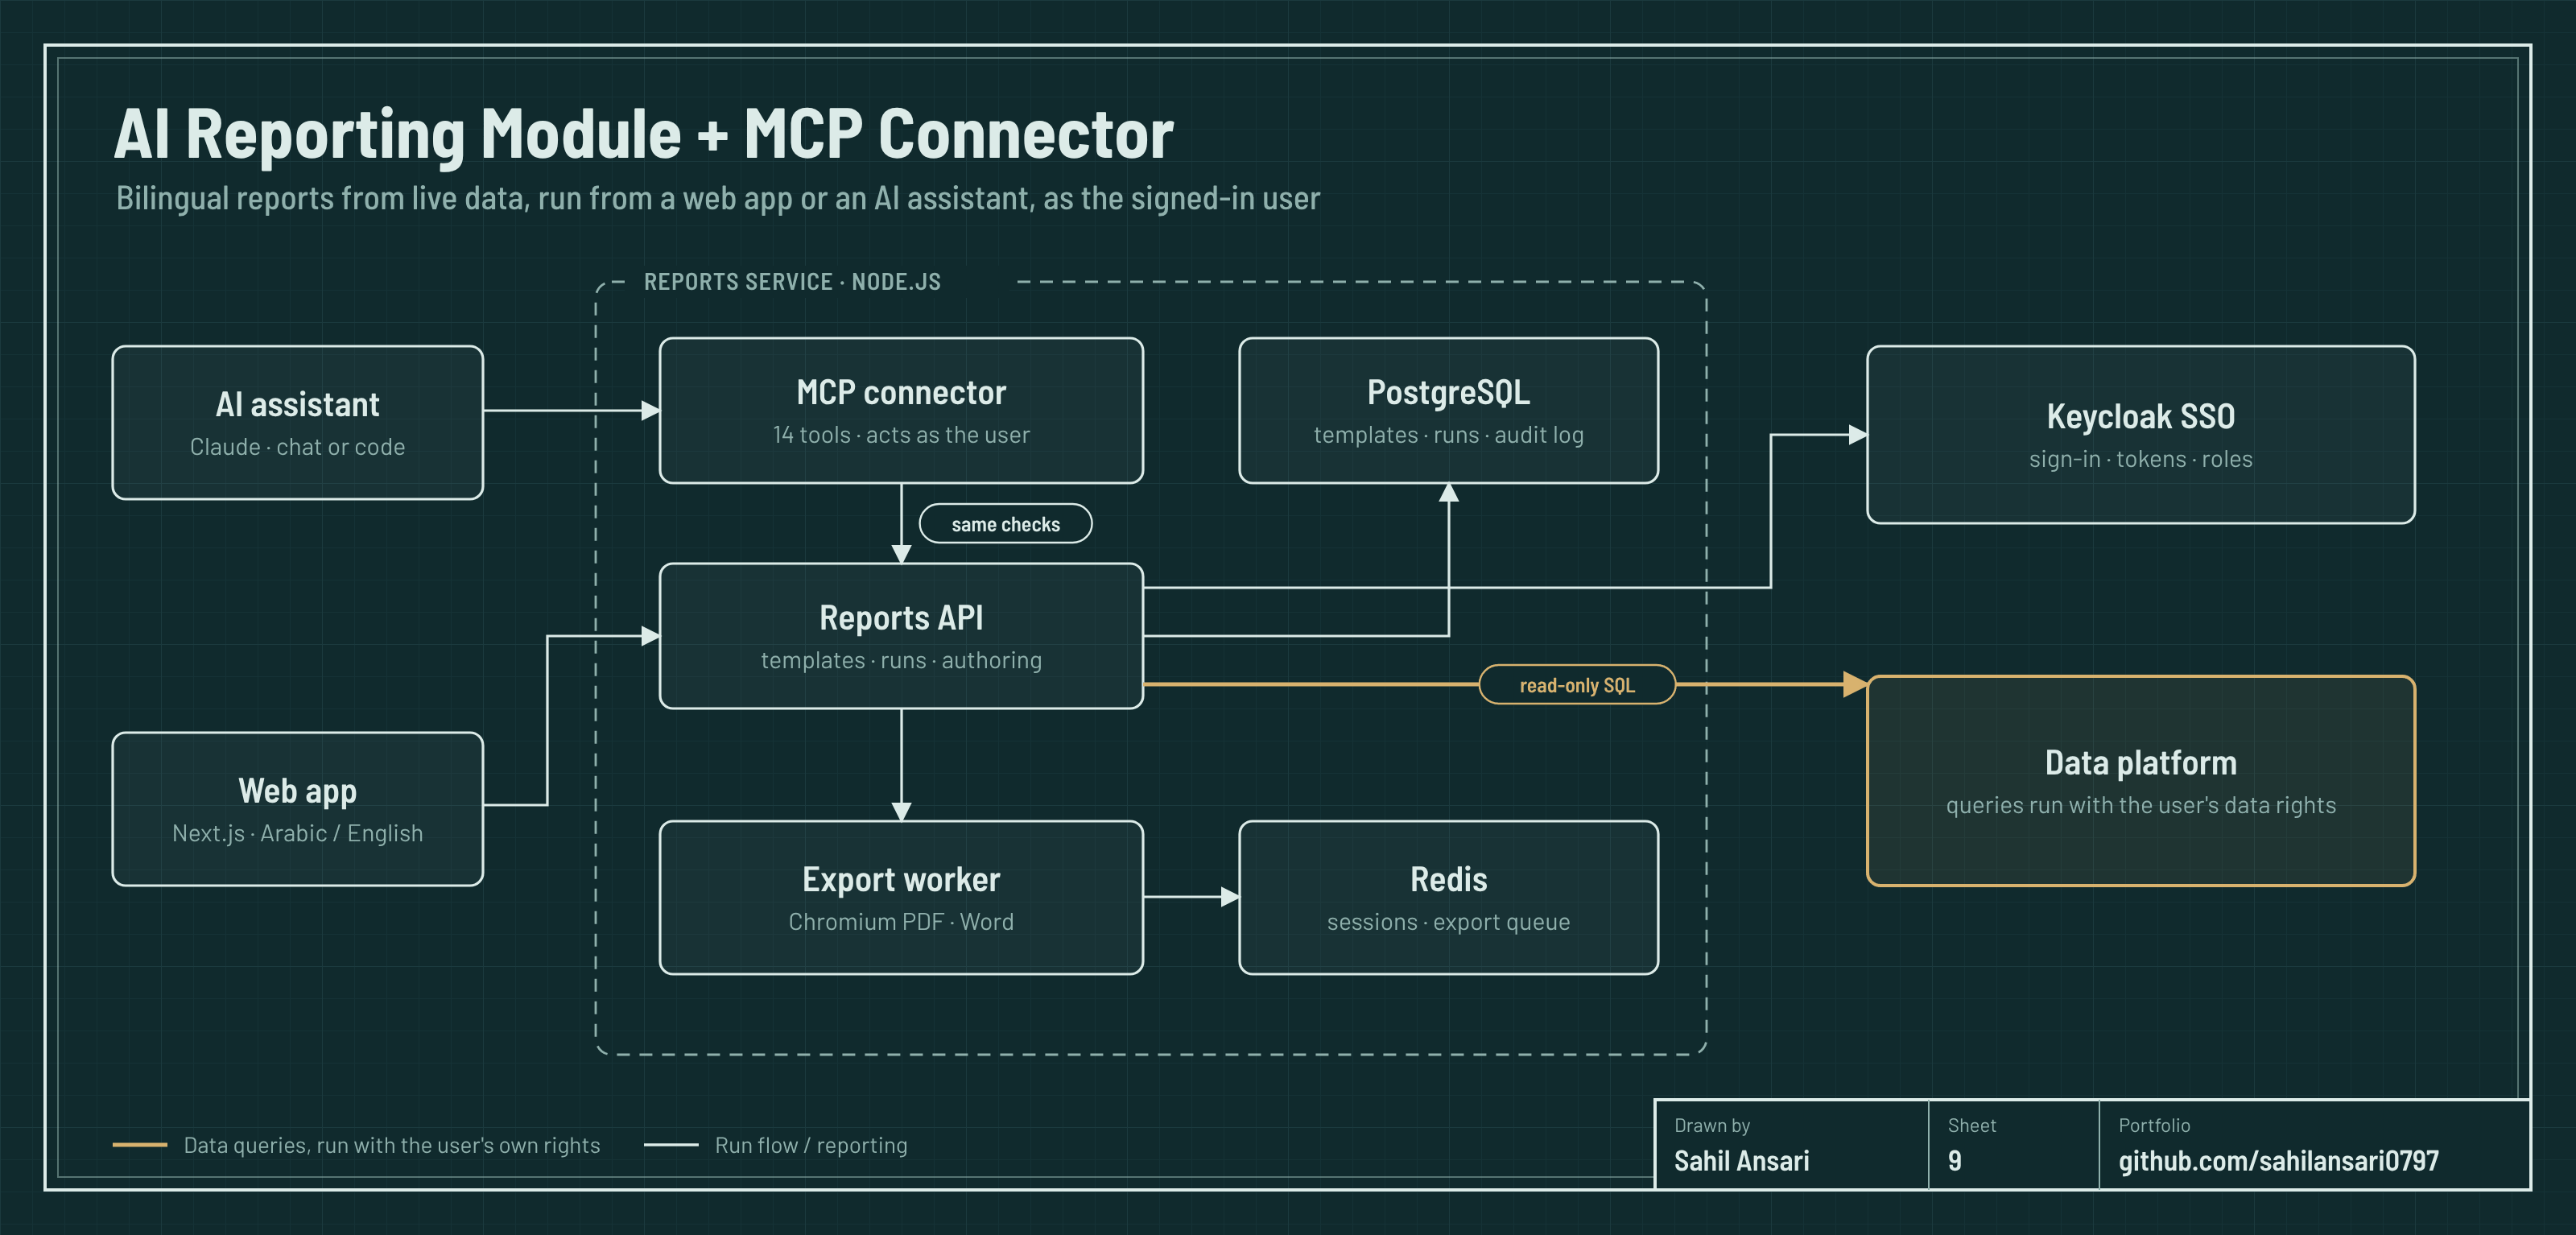 AI Reporting Module + MCP Connector
Bilingual reports from live data, run from a web app or an AI assistant, as the signed-in user
REPORTS SERVICE · NODE.JS
AI assistant
Claude · chat or code
MCP connector
14 tools · acts as the user
PostgreSQL
templates · runs · audit log
Keycloak SSO
sign-in · tokens · roles
same checks
Reports API
templates · runs · authoring
read-only SQL
Web app
Next.js · Arabic / English
Data platform
queries run with the user's data rights
Export worker
Chromium PDF · Word
Redis
sessions · export queue
Data queries, run with the user's own rights
Run flow / reporting
Drawn by
Sahil Ansari
Sheet
9
Portfolio
github.com/sahilansari0797